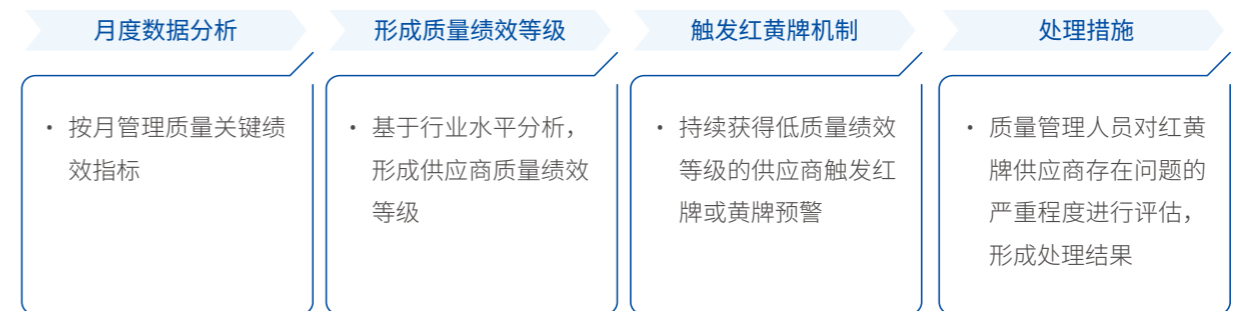 月度数据分析
• 按月管理质量关键绩
效指标
形成质量绩效等级
• 基于行业水平分析，
形成供应商质量绩效
等级
触发红黄牌机制
• 持续获得低质量绩效
等级的供应商触发红
牌或黄牌预警
处理措施
• 质量管理人员对红黄
牌供应商存在问题的
严重程度进行评估，
形成处理结果